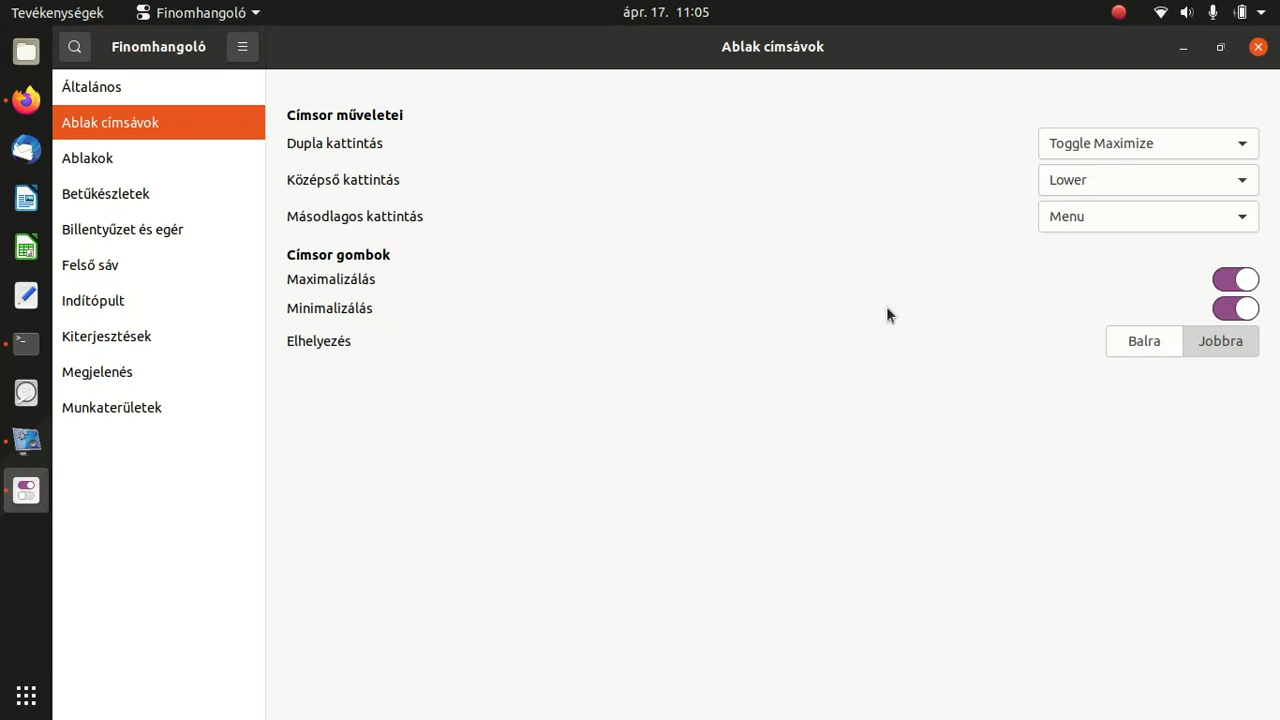 Tevékenységek Finomhangoló ápr. 17. 11:05
Finomhangoló Ablak címsávok
Általános
Ablak címsávok
Ablakok
Betűkészletek
Billentyűzet és egér
Felső sáv
Indítópult
Kiterjesztések
Megjelenés
Munkaterületek
Címsor műveletei
Dupla kattintás Toggle Maximize
Középső kattintás Lower
Másodlagos kattintás Menu
Címsor gombok
Maximalizálás
Minimalizálás
Elhelyezés Balra Jobbra